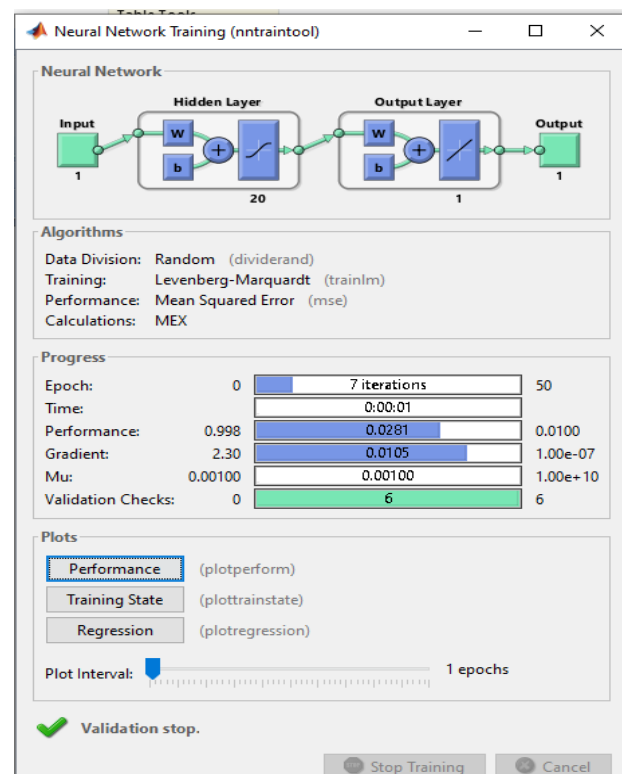 Table Tools
Neural Network Training (nntraintool)
Neural Network
Hidden Layer Output Layer
Input Output
W W
b b
+ +
1 1
20 1
Algorithms
Data Division: Random (dividerand)
Training: Levenberg-Marquardt (trainlm)
Performance: Mean Squared Error (mse)
Calculations: MEX
Progress
Epoch: 0 7 iterations 50
Time: 0:00:01
Performance: 0.998 0.0281 0.0100
Gradient: 2.30 0.0105 1.00e-07
Mu: 0.00100 0.00100 1.00e+10
Validation Checks: 0 6 6
Plots
Performance (plotperform)
Training State (plottrainstate)
Regression (plotregression)
Plot Interval: 1 epochs
Validation stop.
Stop Training Cancel